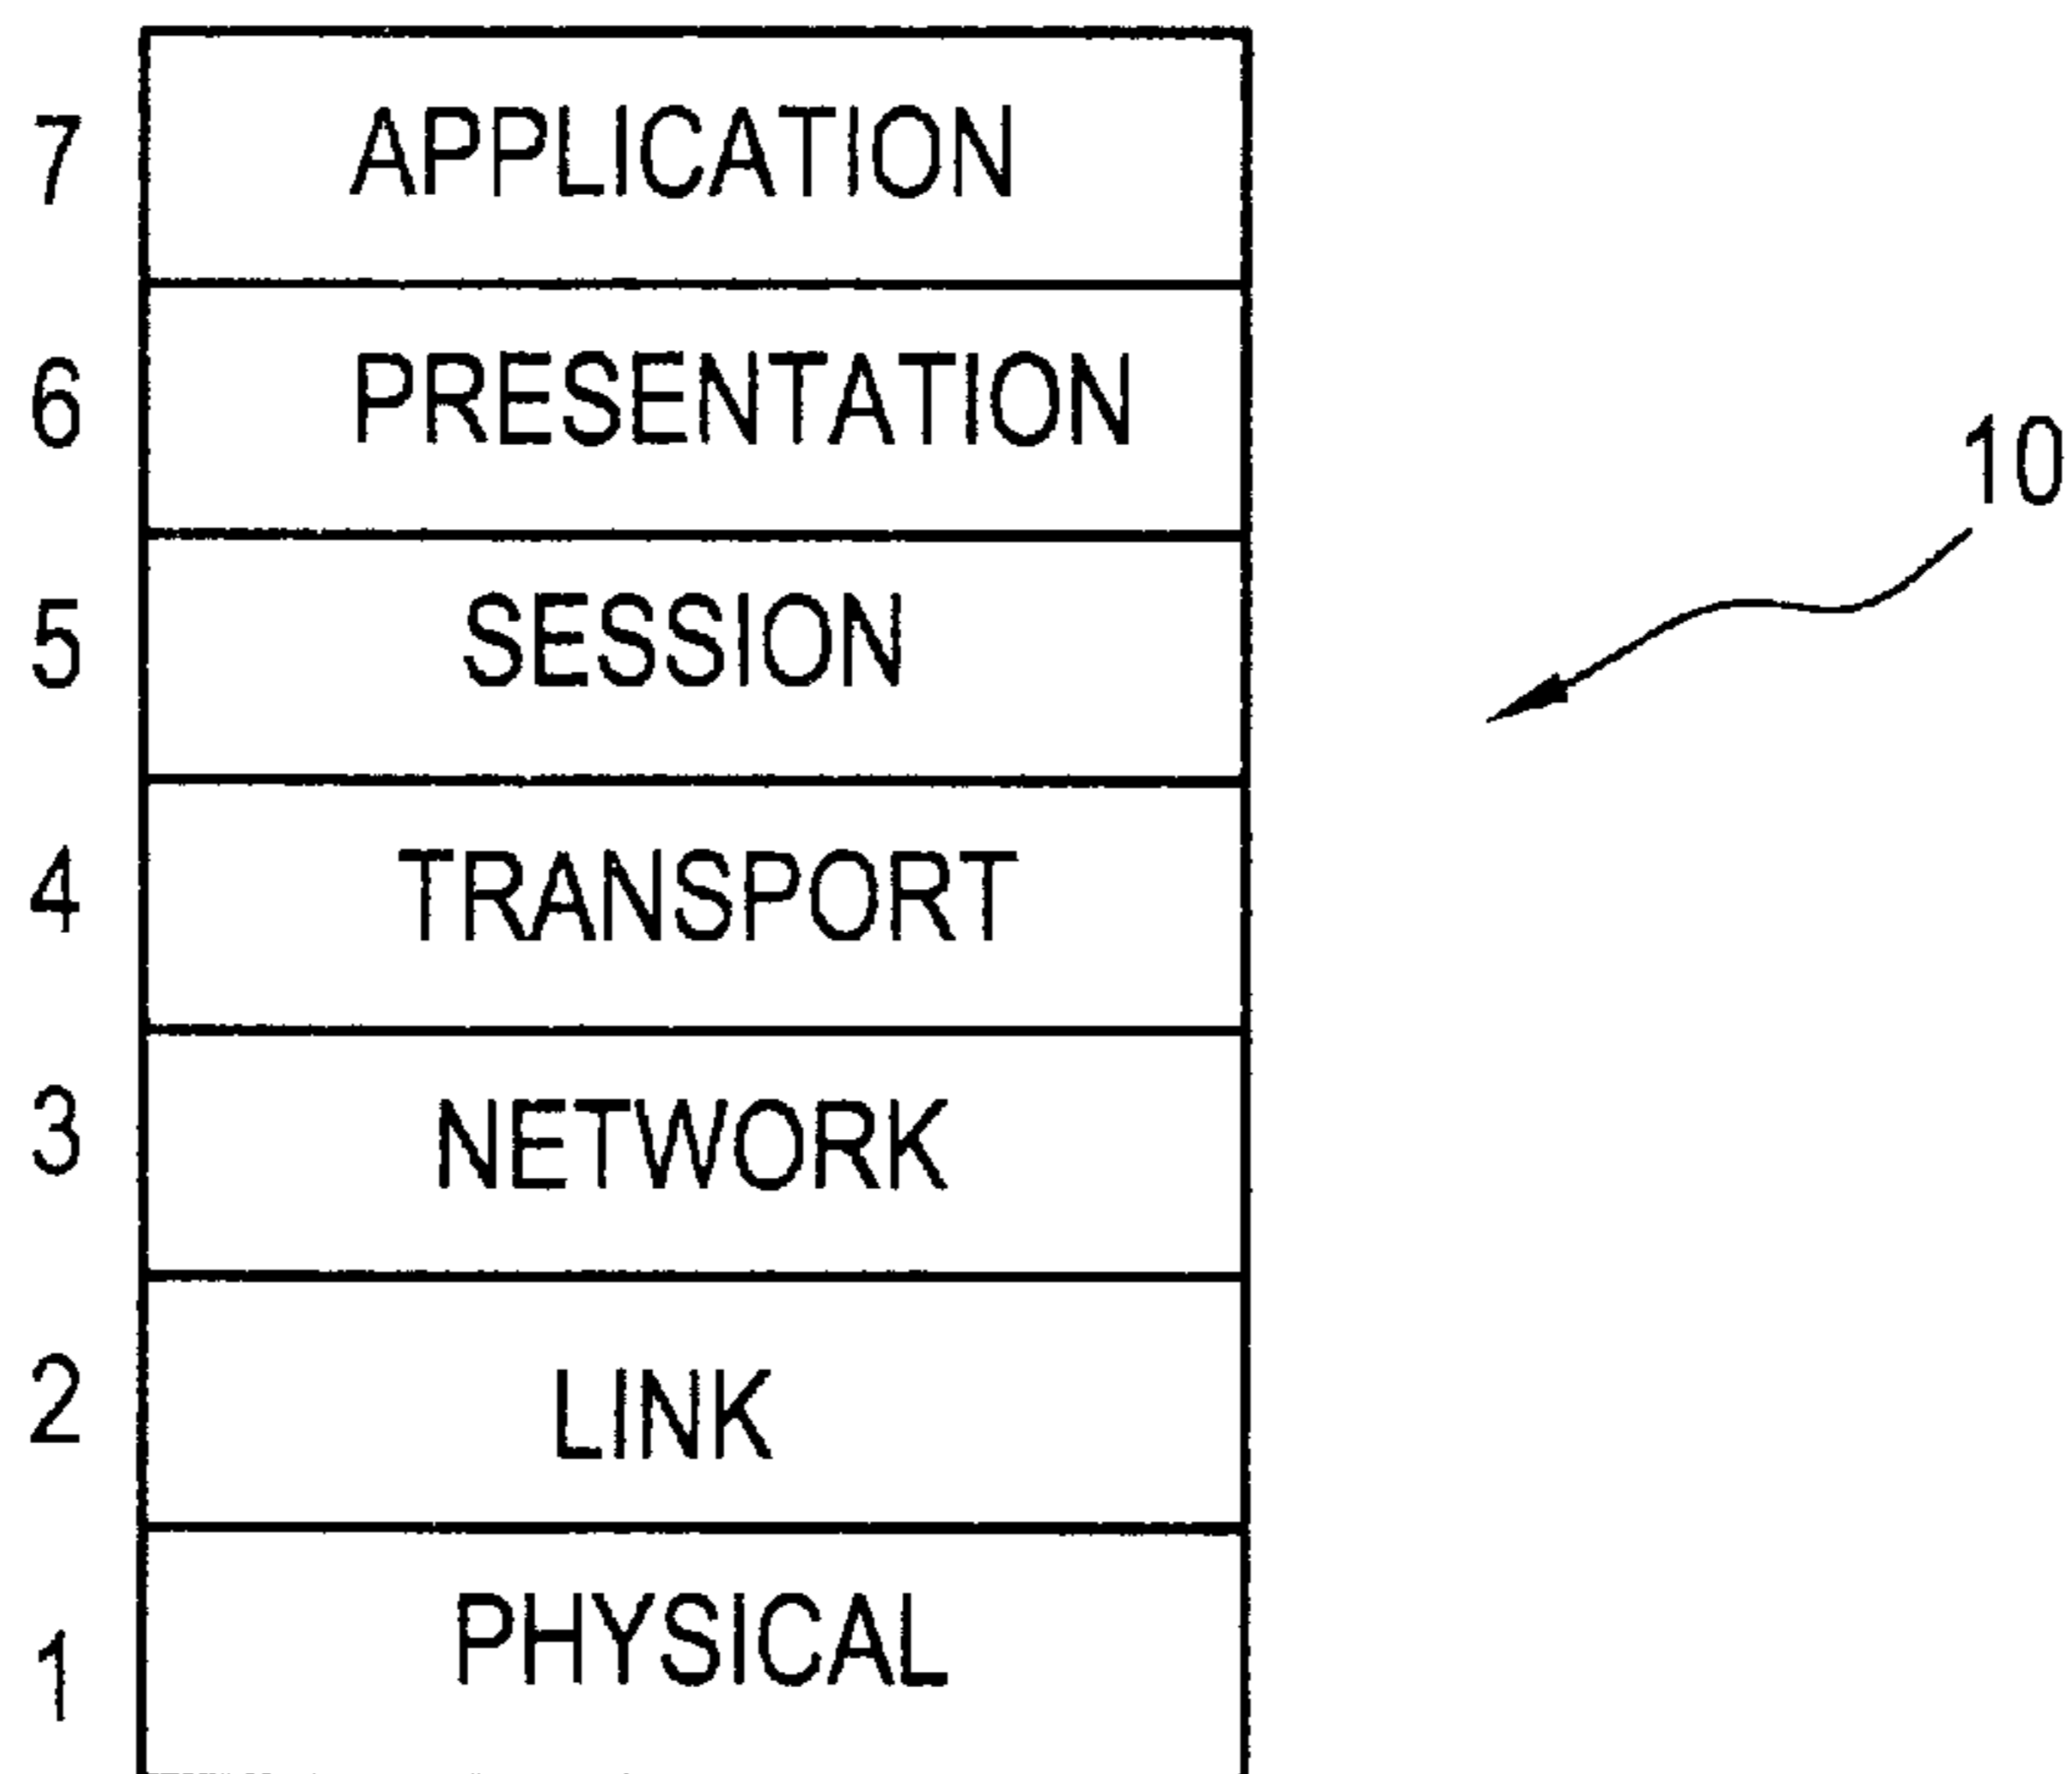 7 APPLICATION
6 PRESENTATION
10
5 SESSION
4 TRANSPORT
3 NETWORK
2 LINK
1 PHYSICAL